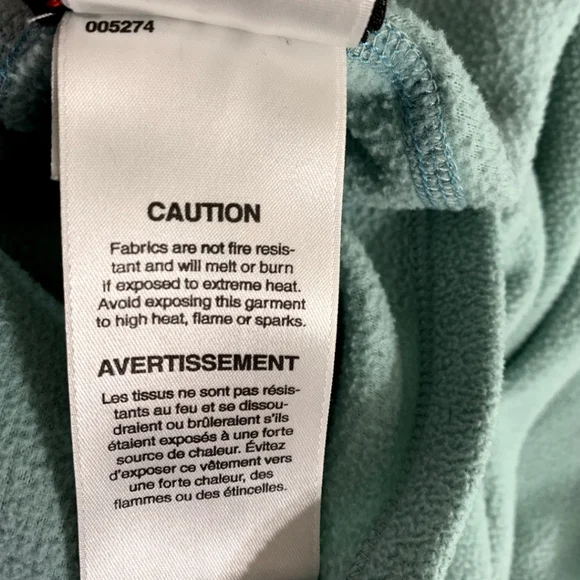 005274
CAUTION
Fabrics are not fire resis-
tant and will melt or burn
if exposed to extreme heat.
Avoid exposing this garment
to high heat, flame or sparks.
AVERTISSEMENT
Les tissus ne sont pas résis-
tants au feu et se dissou-
draient ou brûleraient s'ils
étaient exposés à une forte
source de chaleur. Évitez
d'exposer ce vêtement vers
une forte chaleur, des
flammes ou des étincelles.